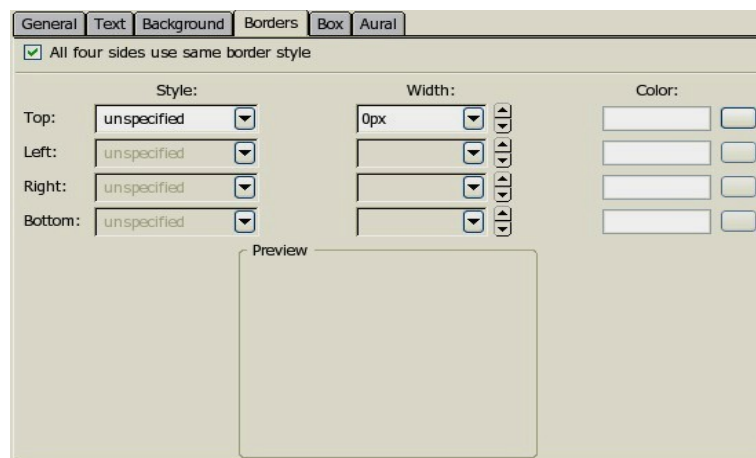 General Text Background Borders Box Aural
All four sides use same border style
Style: Width: Color:
Top: unspecified 0px
Left: unspecified
Right: unspecified
Bottom: unspecified
Preview